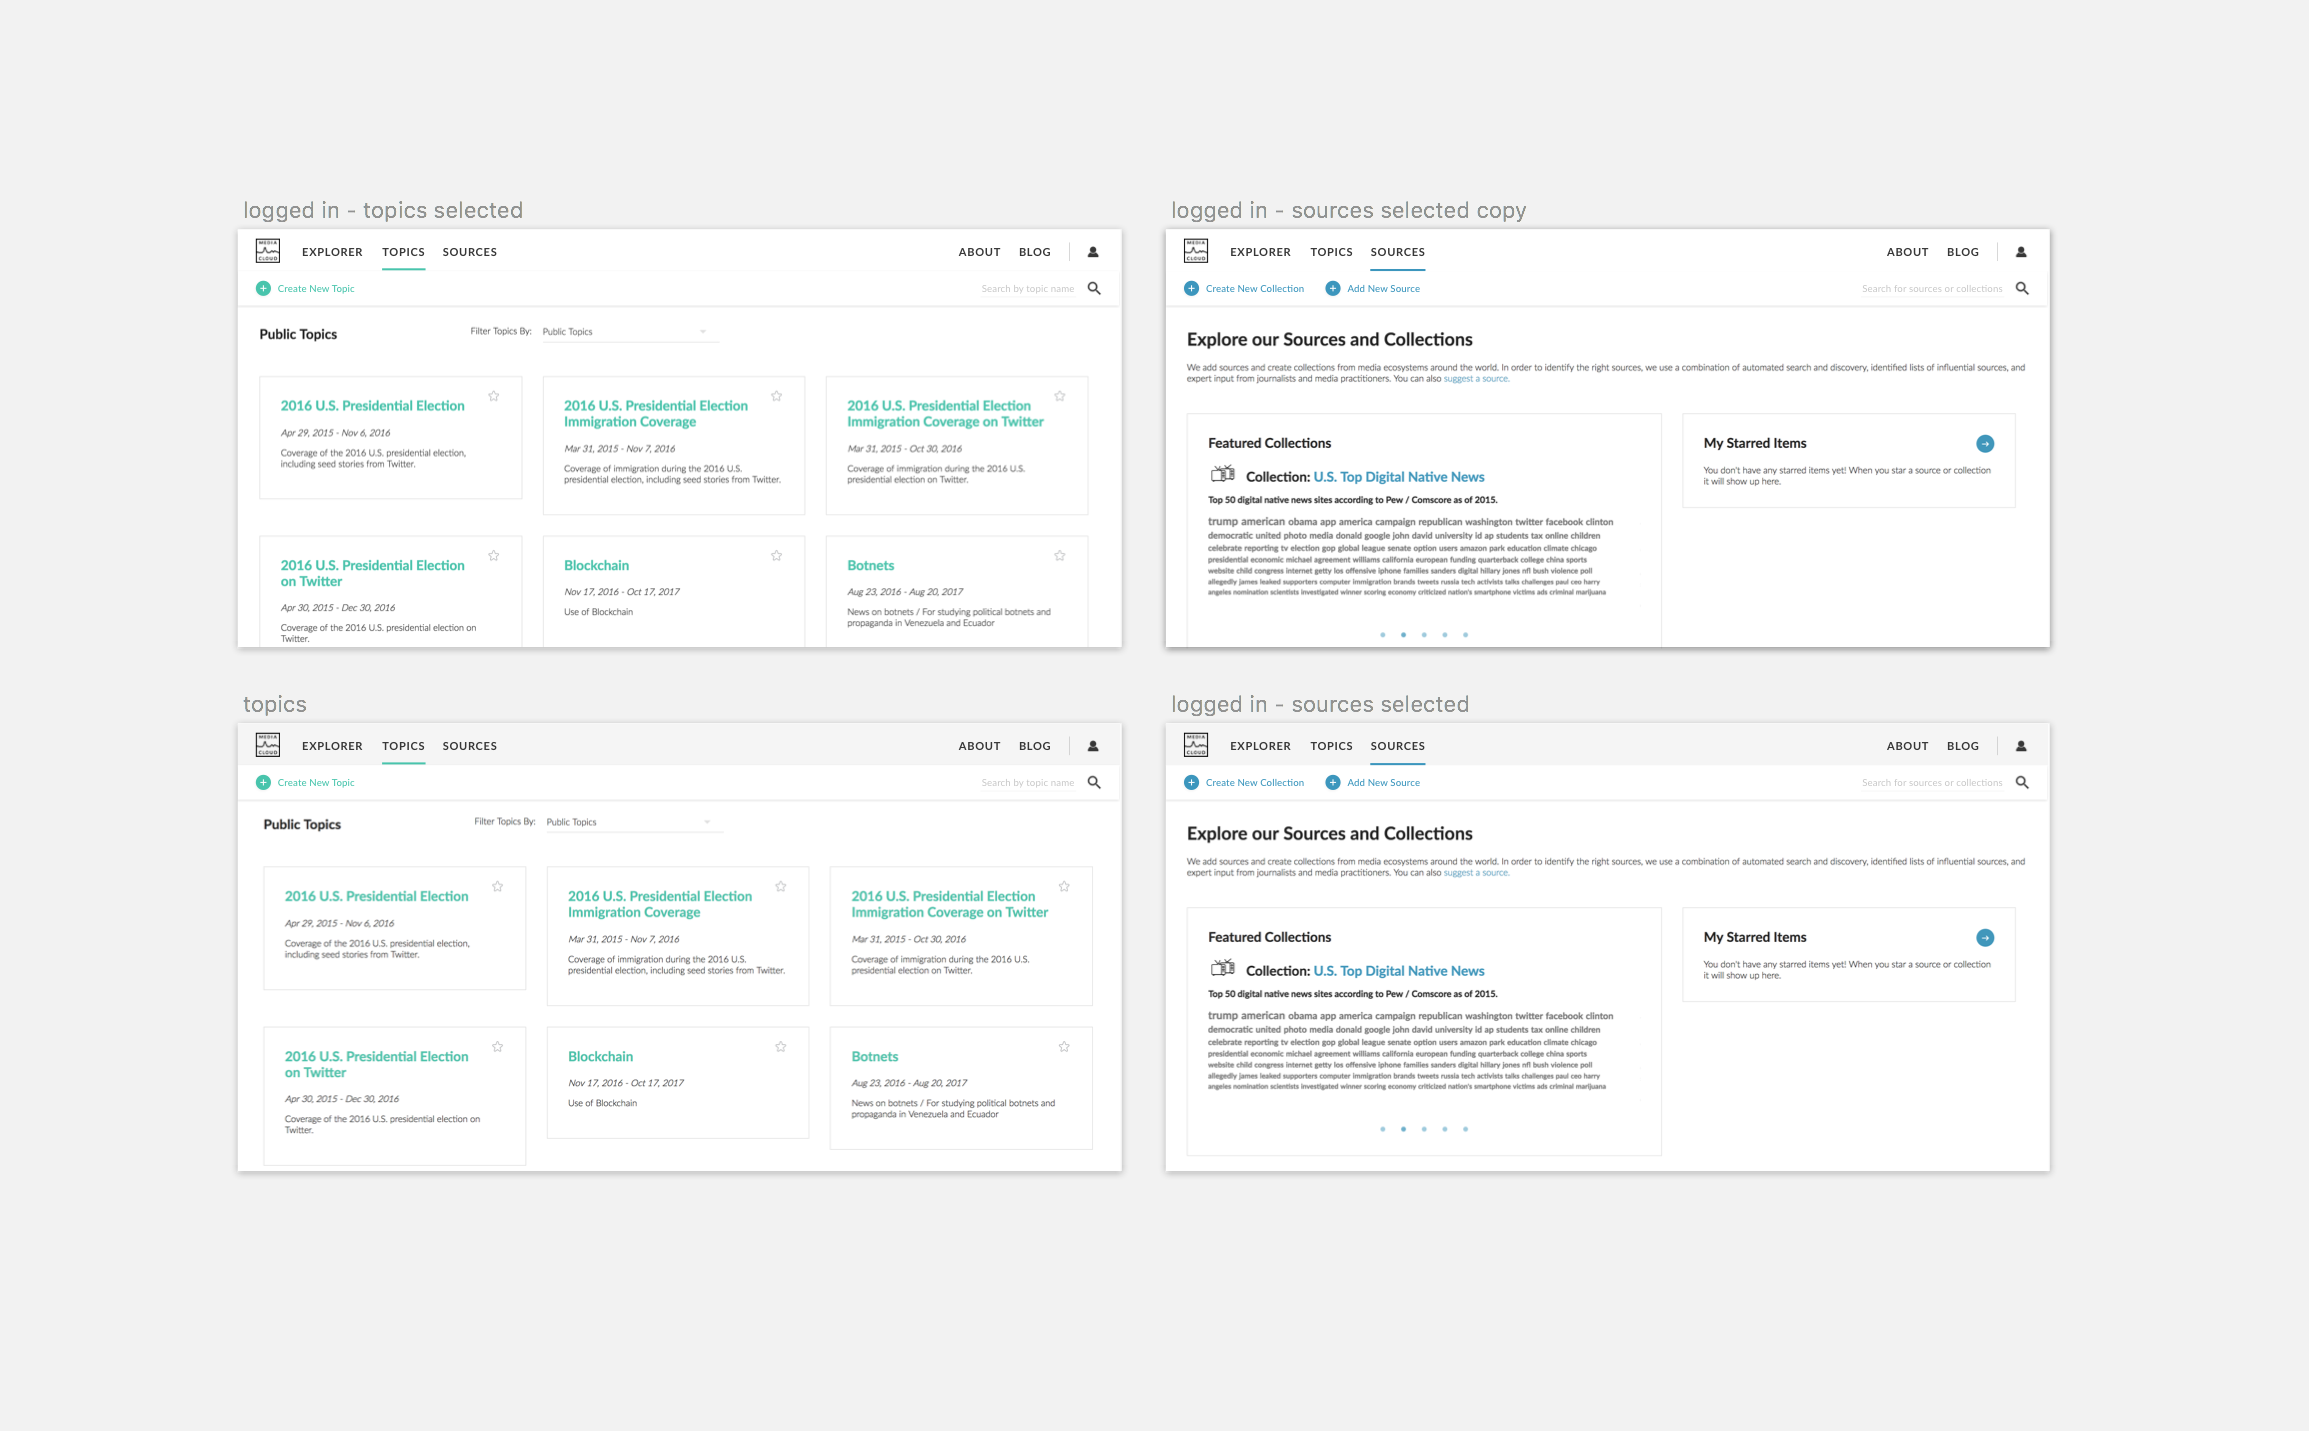 logged in - topics selected
MEDIA
CLOUD
EXPLORER TOPICS SOURCES
ABOUT BLOG
Create New Topic
Search by topic name
Public Topics
Filter Topics By: Public Topics
2016 U.S. Presidential Election
Apr 29, 2015 - Nov 6, 2016
Coverage of the 2016 U.S. presidential election,
including seed stories from Twitter.
2016 U.S. Presidential Election
Immigration Coverage
Mar 31, 2015 - Nov 7, 2016
Coverage of immigration during the 2016 U.S.
presidential election, including seed stories from Twitter.
2016 U.S. Presidential Election
Immigration Coverage on Twitter
Mar 31, 2015 - Oct 30, 2016
Coverage of immigration during the 2016 U.S.
presidential election on Twitter.
2016 U.S. Presidential Election
on Twitter
Apr 30, 2015 - Dec 30, 2016
Coverage of the 2016 U.S. presidential election on
Twitter.
Blockchain
Nov 17, 2016 - Oct 17, 2017
Use of Blockchain
Botnets
Aug 23, 2016 - Aug 20, 2017
News on botnets / For studying political botnets and
propaganda in Venezuela and Ecuador
logged in - sources selected copy
MEDIA
CLOUD
EXPLORER TOPICS SOURCES
ABOUT BLOG
Create New Collection
Add New Source
Search for sources or collections
Explore our Sources and Collections
We add sources and create collections from media ecosystems around the world. In order to identify the right sources, we use a combination of automated search and discovery, identified lists of influential sources, and
expert input from journalists and media practitioners. You can also suggest a source.
Featured Collections
Collection: U.S. Top Digital Native News
Top 50 digital native news sites according to Pew / Comscore as of 2015.
trump american obama app america campaign republican washington twitter facebook clinton
democratic united photo media donald google john david university id ap students tax online children
celebrate reporting tv election gop global league senate option users amazon park education climate chicago
presidential economic michael agreement williams california european funding quarterback college china sports
website child congress internet getty los offensive iphone families sanders digital hillary jones nfl bush violence poll
allegedly james leaked supporters computer immigration brands tweets russia tech activists talks challenges paul ceo harry
angeles nomination scientists investigated winner scoring economy criticized nation's smartphone victims ads criminal marijuana
My Starred Items
You don't have any starred items yet! When you star a source or collection
it will show up here.
topics
MEDIA
CLOUD
EXPLORER TOPICS SOURCES
ABOUT BLOG
Create New Topic
Search by topic name
Public Topics
Filter Topics By: Public Topics
2016 U.S. Presidential Election
Apr 29, 2015 - Nov 6, 2016
Coverage of the 2016 U.S. presidential election,
including seed stories from Twitter.
2016 U.S. Presidential Election
Immigration Coverage
Mar 31, 2015 - Nov 7, 2016
Coverage of immigration during the 2016 U.S.
presidential election, including seed stories from Twitter.
2016 U.S. Presidential Election
Immigration Coverage on Twitter
Mar 31, 2015 - Oct 30, 2016
Coverage of immigration during the 2016 U.S.
presidential election on Twitter.
2016 U.S. Presidential Election
on Twitter
Apr 30, 2015 - Dec 30, 2016
Coverage of the 2016 U.S. presidential election on
Twitter.
Blockchain
Nov 17, 2016 - Oct 17, 2017
Use of Blockchain
Botnets
Aug 23, 2016 - Aug 20, 2017
News on botnets / For studying political botnets and
propaganda in Venezuela and Ecuador
logged in - sources selected
MEDIA
CLOUD
EXPLORER TOPICS SOURCES
ABOUT BLOG
Create New Collection
Add New Source
Search for sources or collections
Explore our Sources and Collections
We add sources and create collections from media ecosystems around the world. In order to identify the right sources, we use a combination of automated search and discovery, identified lists of influential sources, and
expert input from journalists and media practitioners. You can also suggest a source.
Featured Collections
Collection: U.S. Top Digital Native News
Top 50 digital native news sites according to Pew / Comscore as of 2015.
trump american obama app america campaign republican washington twitter facebook clinton
democratic united photo media donald google john david university id ap students tax online children
celebrate reporting tv election gop global league senate option users amazon park education climate chicago
presidential economic michael agreement williams california european funding quarterback college china sports
website child congress internet getty los offensive iphone families sanders digital hillary jones nfl bush violence poll
allegedly james leaked supporters computer immigration brands tweets russia tech activists talks challenges paul ceo harry
angeles nomination scientists investigated winner scoring economy criticized nation's smartphone victims ads criminal marijuana
My Starred Items
You don't have any starred items yet! When you star a source or collection
it will show up here.